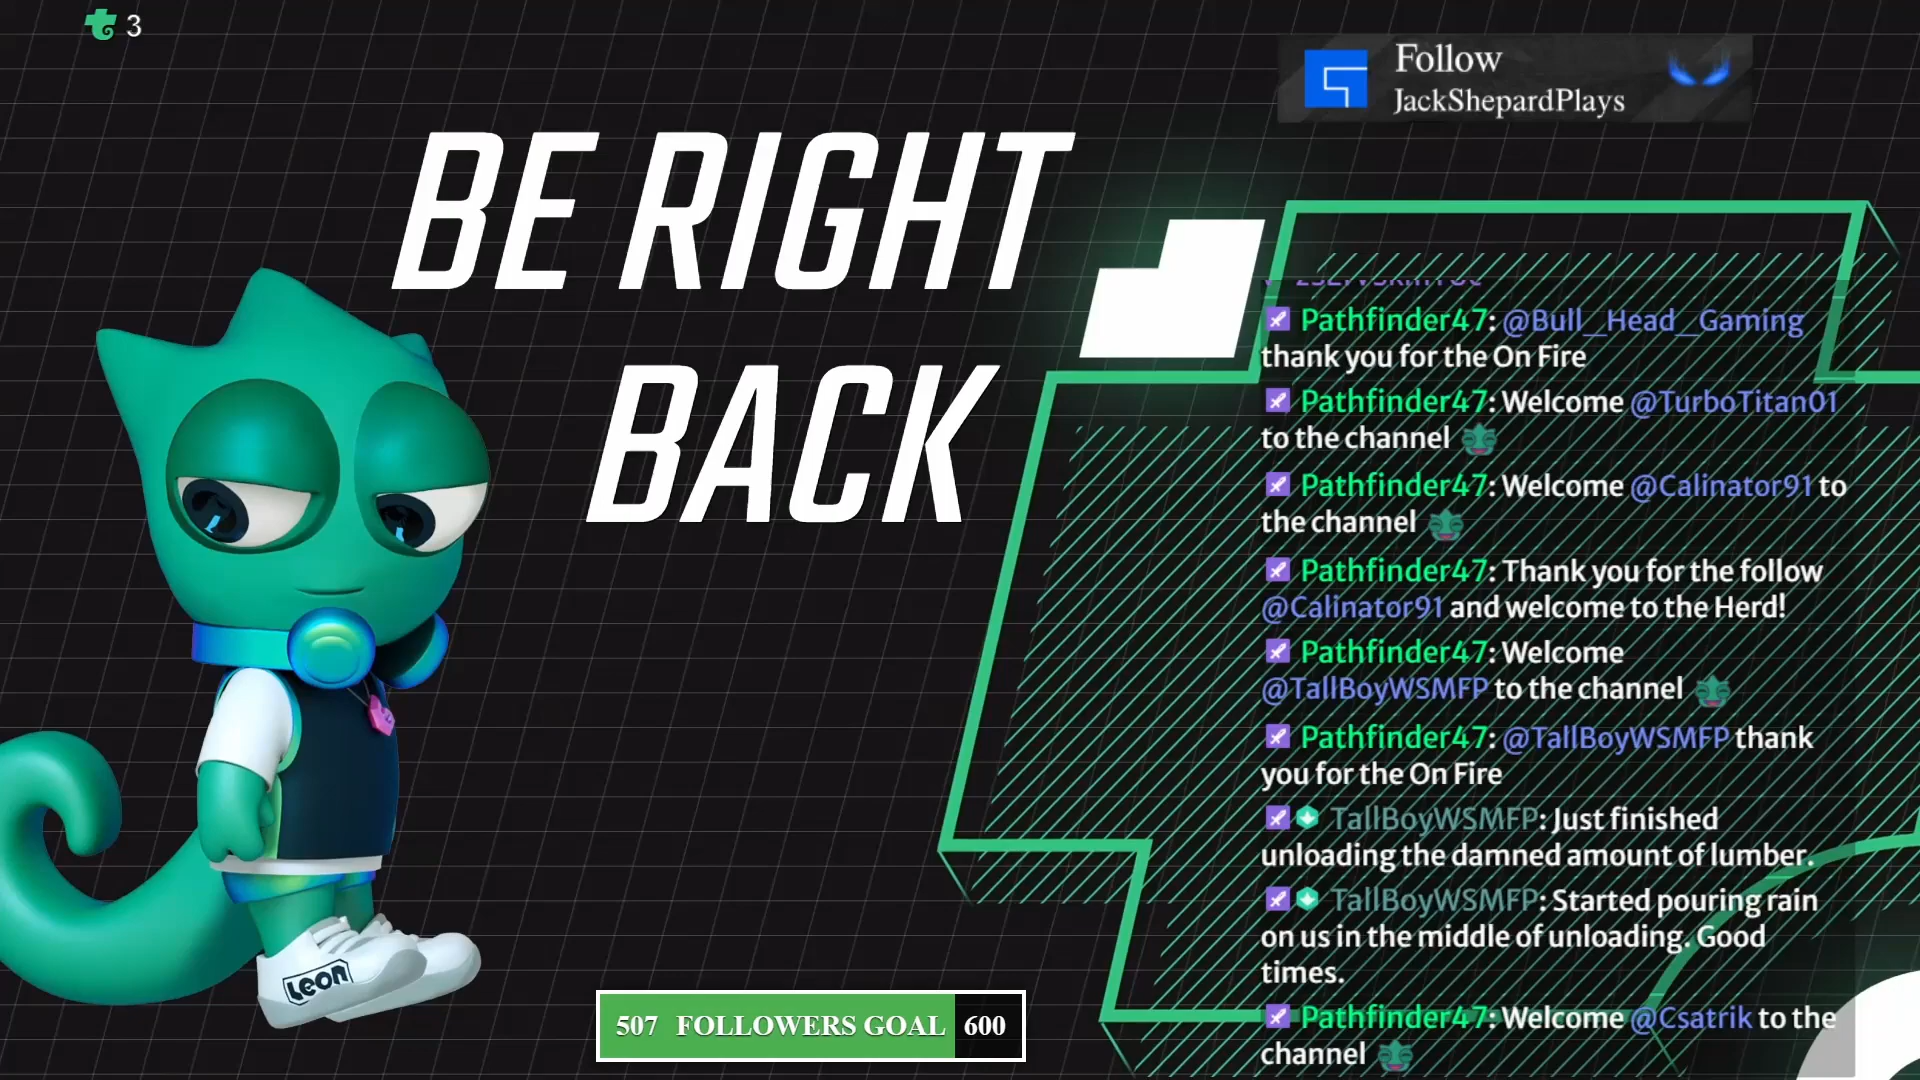 3
Follow
JackShepardPlays
BE RIGHT
BACK
Pathfinder47: @Bull_Head_Gaming
thank you for the On Fire
Pathfinder47: Welcome @TurboTitan01
to the channel
Pathfinder47: Welcome @Calinator91 to
the channel
Pathfinder47: Thank you for the follow
@Calinator91 and welcome to the Herd!
Pathfinder47: Welcome
@TallBoyWSMFP to the channel
Pathfinder47: @TallBoyWSMFP thank
you for the On Fire
TallBoyWSMFP: Just finished
unloading the damned amount of lumber.
TallBoyWSMFP: Started pouring rain
on us in the middle of unloading. Good
times.
Pathfinder47: Welcome @Csatrik to the
channel
Leon
507 FOLLOWERS GOAL 600